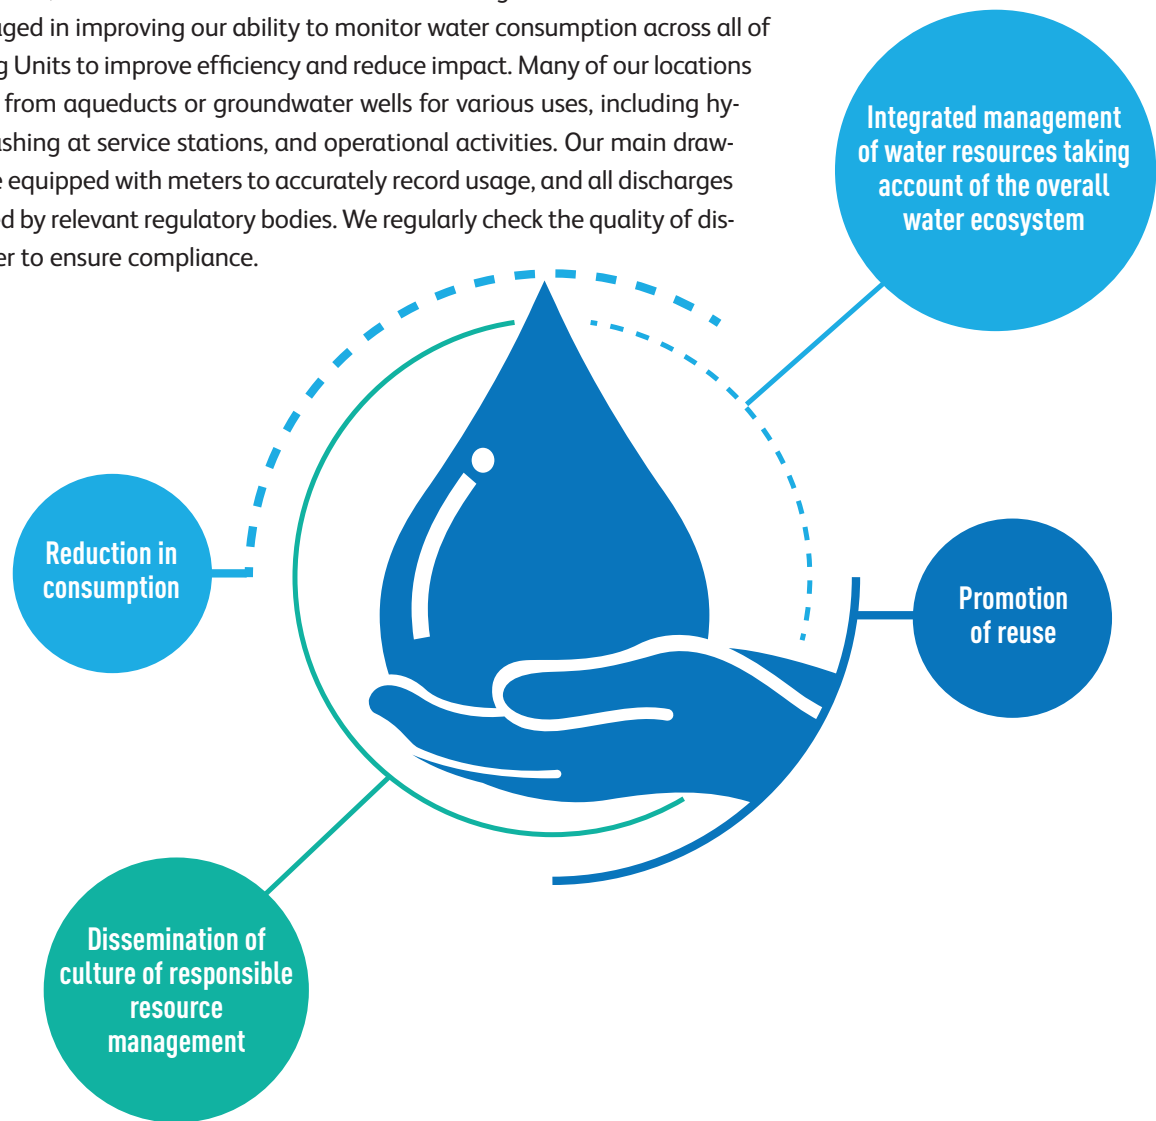 aged in improving our ability to monitor water consumption across all of
g Units to improve efficiency and reduce impact. Many of our locations
from aqueducts or groundwater wells for various uses, including hy-
ashing at service stations, and operational activities. Our main draw-
e equipped with meters to accurately record usage, and all discharges
ed by relevant regulatory bodies. We regularly check the quality of dis-
er to ensure compliance.
Integrated management
of water resources taking
account of the overall
water ecosystem
Reduction in
consumption
Promotion
of reuse
Dissemination of
culture of responsible
resource
management